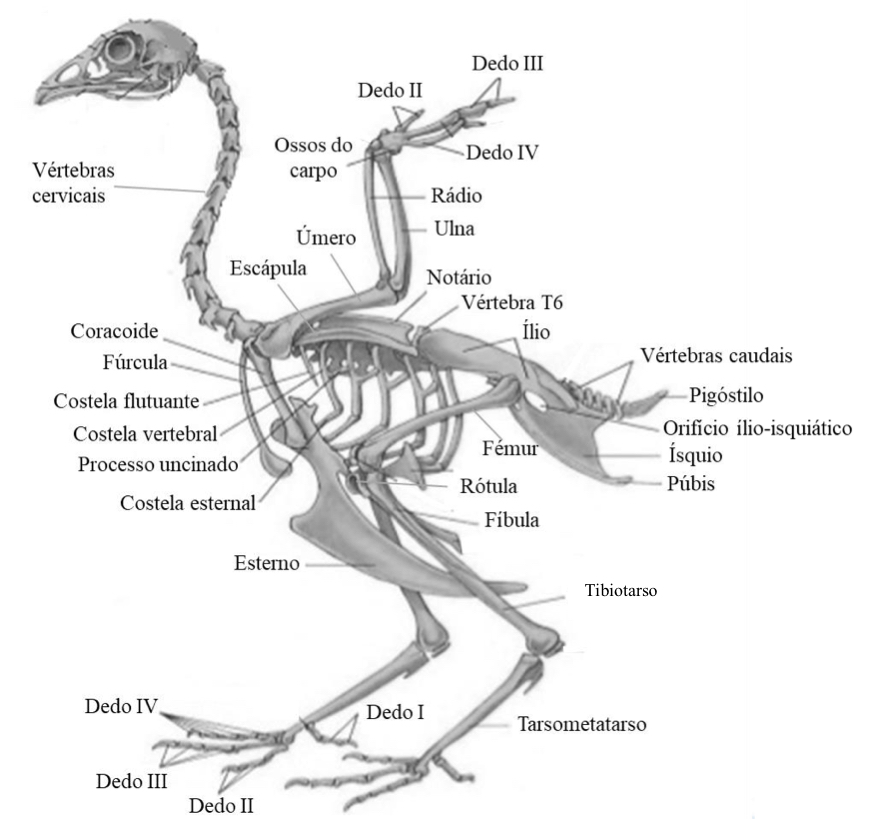 Dedo III
Dedo II
Ossos do
carpo
Dedo IV
Vértebras
cervicais
Rádio
Ulna
Úmero
Escápula
Notário
Vértebra T6
Ílio
Coracoide
Fúrcula
Vértebras caudais
Costela flutuante
Pigóstilo
Costela vertebral
Orifício ílio-isquiático
Fémur
Ísquio
Processo uncinado
Rótula
Púbis
Costela esternal
Fíbula
Esterno
Tibiotarso
Dedo IV
Dedo I
Tarsometatarso
Dedo III
Dedo II